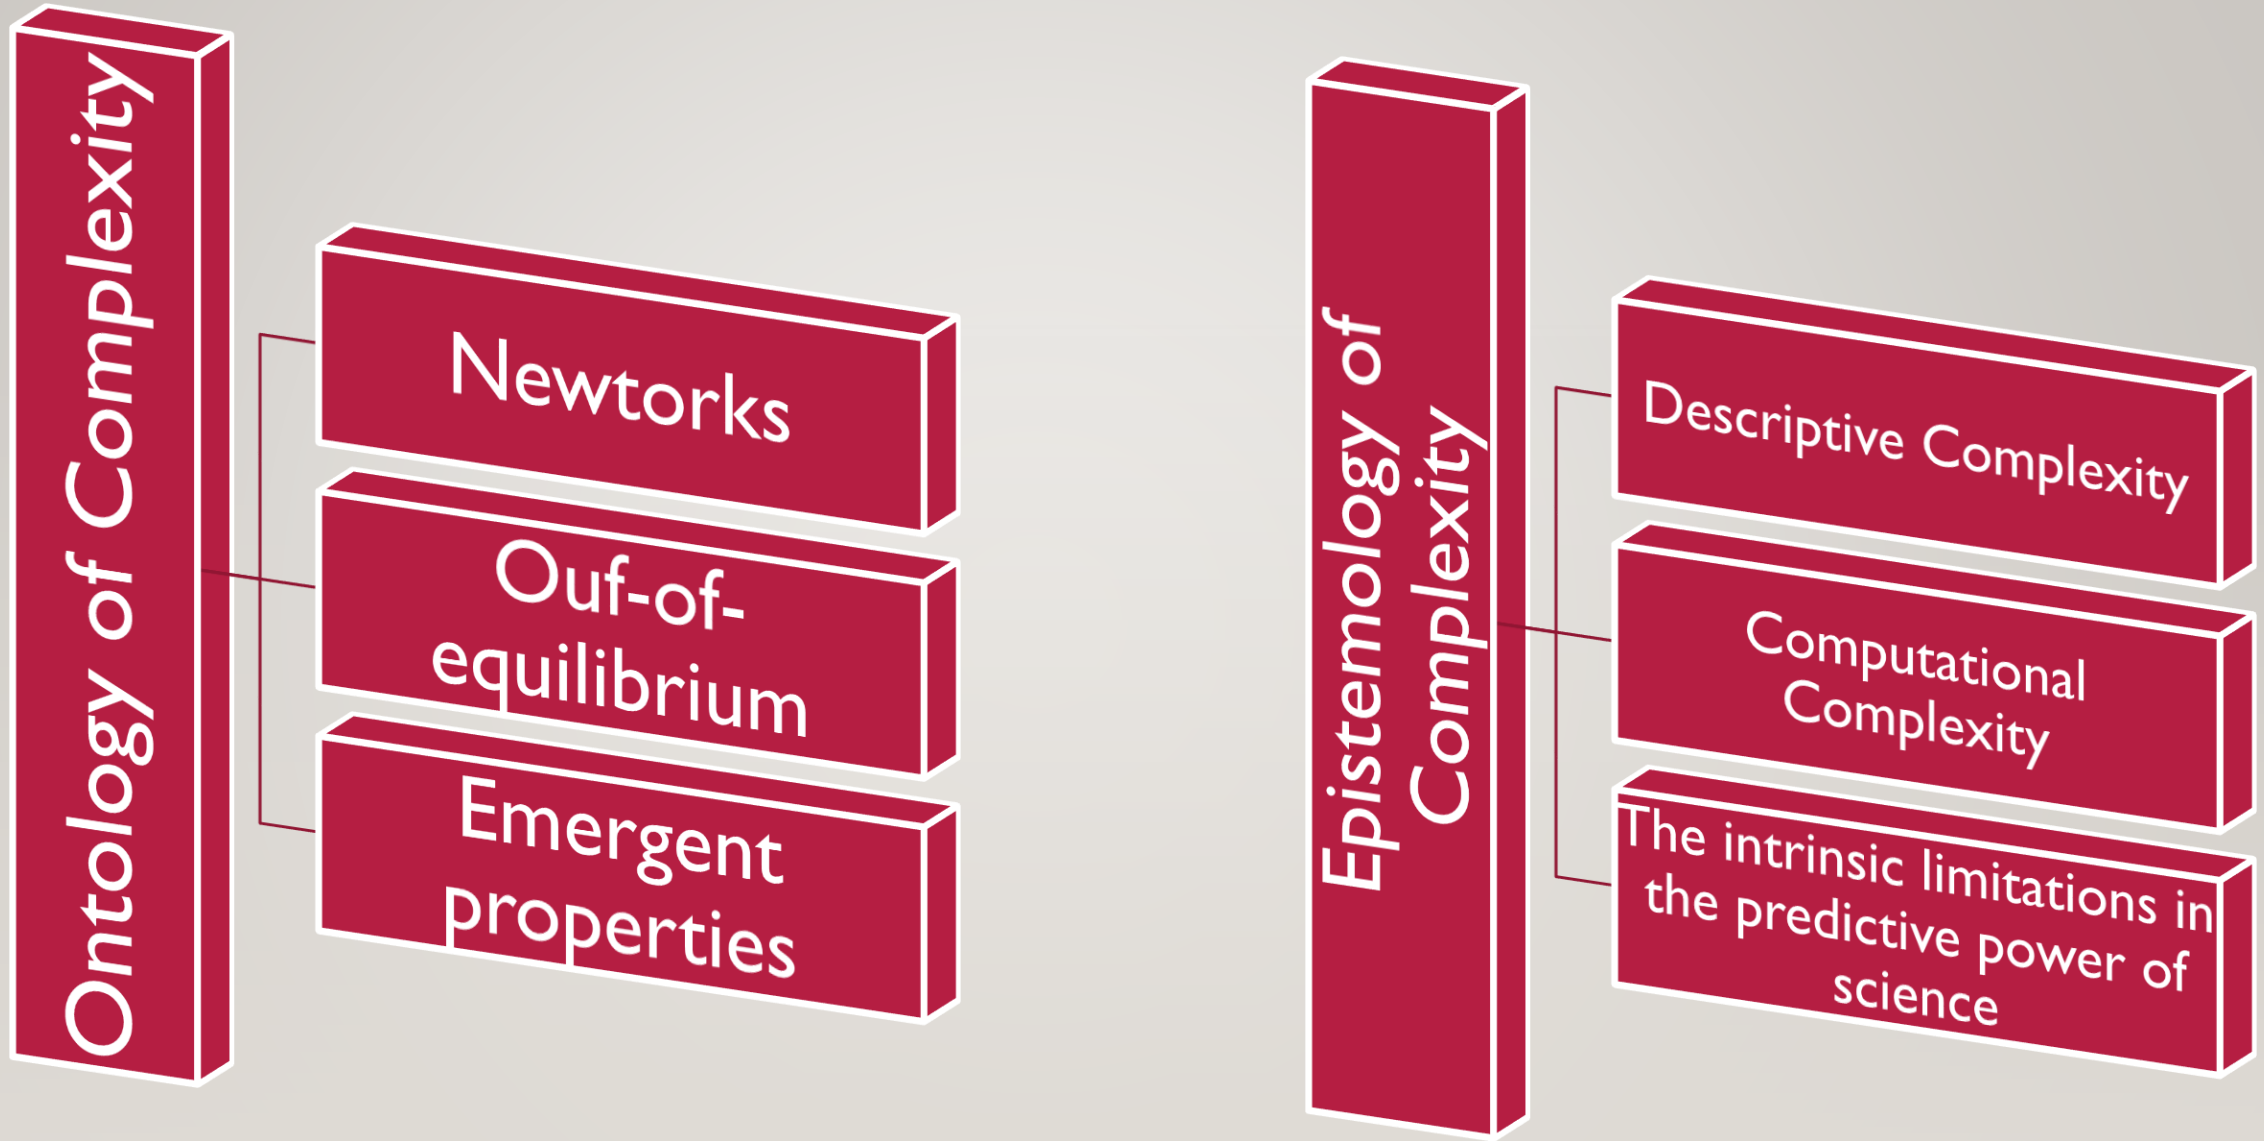 Ontology of Complexity
Newtorks
Ouf-of-
equilibrium
Emergent
properties
Epistemology of
Complexity
Descriptive Complexity
Computational
Complexity
The intrinsic limitations in
the predictive power of
science